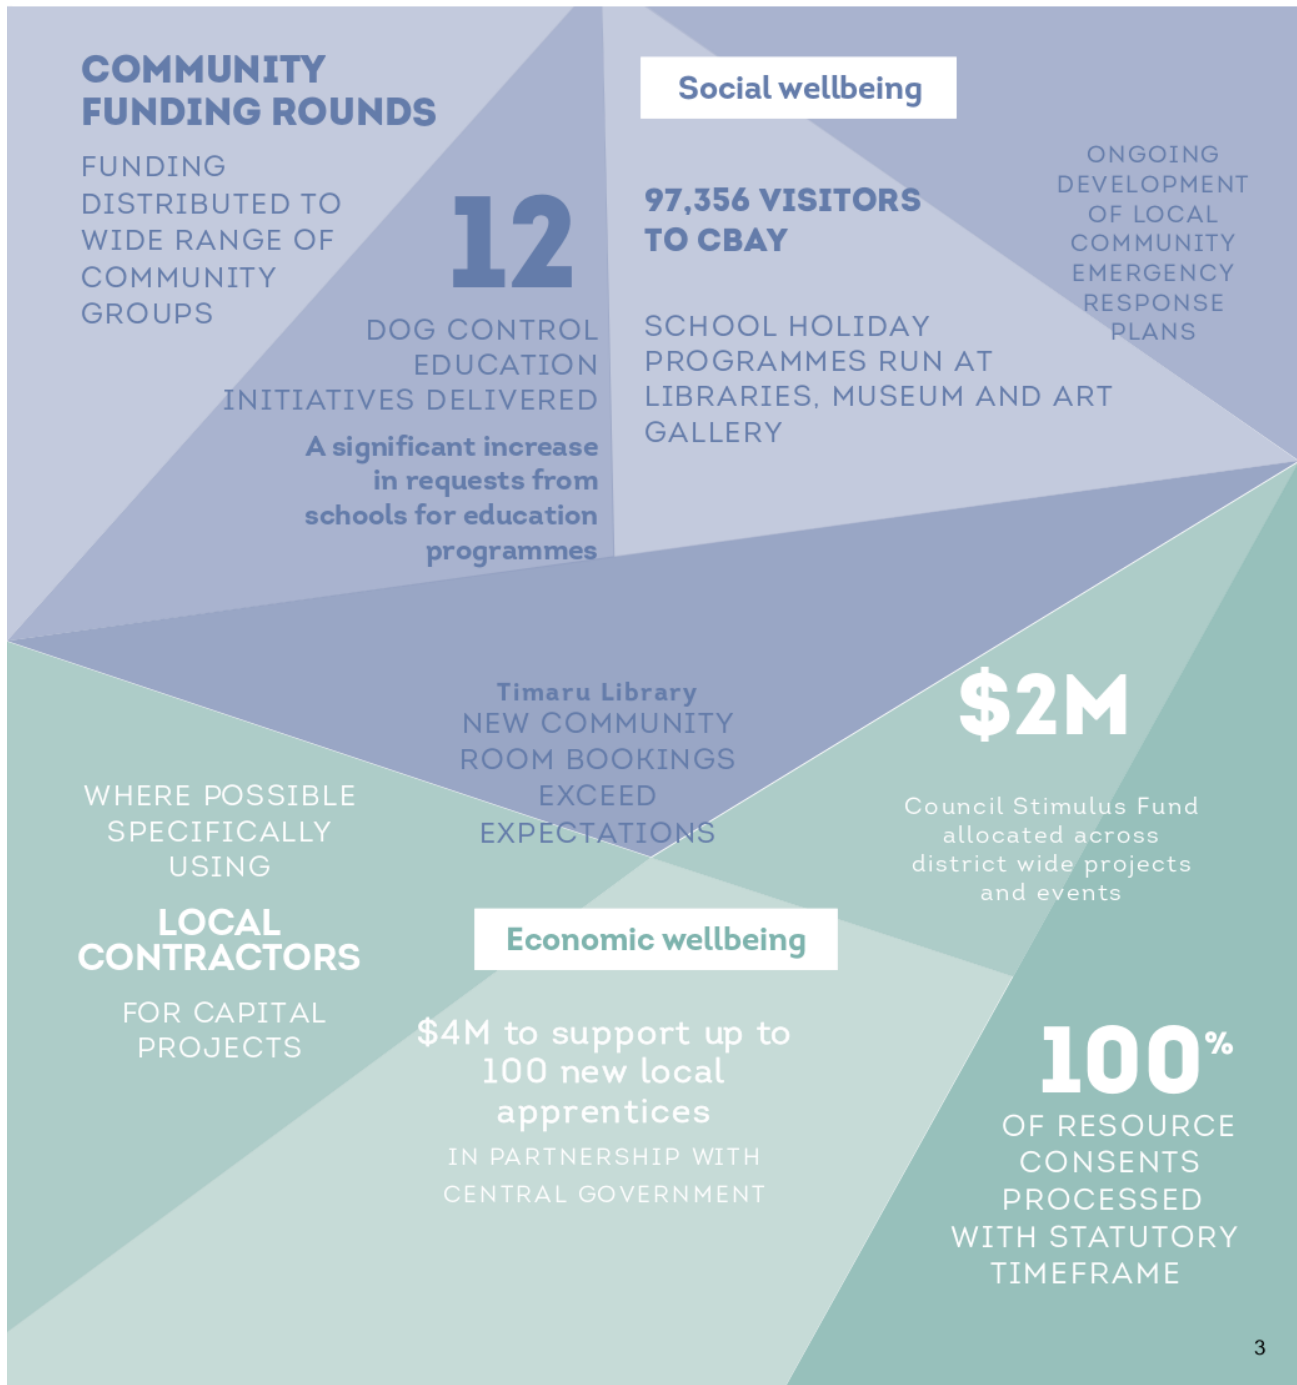 COMMUNITY
FUNDING ROUNDS
FUNDING
DISTRIBUTED TO
WIDE RANGE OF
COMMUNITY
GROUPS
12
DOG CONTROL
EDUCATION
INITIATIVES DELIVERED
A significant increase
in requests from
schools for education
programmes
Social wellbeing
97,356 VISITORS
TO CBAY
SCHOOL HOLIDAY
PROGRAMMES RUN AT
LIBRARIES, MUSEUM AND ART
GALLERY
ONGOING
DEVELOPMENT
OF LOCAL
COMMUNITY
EMERGENCY
RESPONSE
PLANS
Timaru Library
NEW COMMUNITY
ROOM BOOKINGS
EXCEED
EXPECTATIONS
WHERE POSSIBLE
SPECIFICALLY
USING
LOCAL
CONTRACTORS
FOR CAPITAL
PROJECTS
Economic wellbeing
$4M to support up to
100 new local
apprentices
IN PARTNERSHIP WITH
CENTRAL GOVERNMENT
$2M
Council Stimulus Fund
allocated across
district wide projects
and events
100%
OF RESOURCE
CONSENTS
PROCESSED
WITH STATUTORY
TIMEFRAME
3